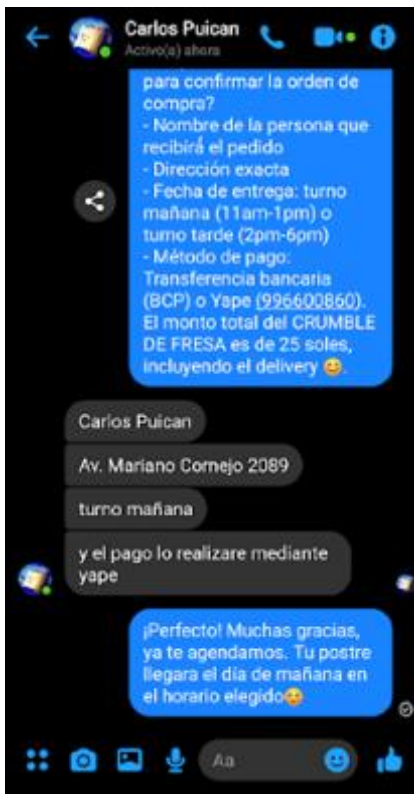 Carlos Puican
Activo(a) ahora
para confirmar la orden de
compra?
- Nombre de la persona que
recibirá el pedido
- Dirección exacta
- Fecha de entrega: turno
mañana (11am-1pm) o
turno tarde (2pm-6pm)
- Método de pago:
Transferencia bancaria
(BCP) o Yape (996600860).
El monto total del CRUMBLE
DE FRESA es de 25 soles,
incluyendo el delivery 😊.
Carlos Puican
Av. Mariano Cornejo 2089
turno mañana
y el pago lo realizare mediante
yape
¡Perfecto! Muchas gracias,
ya te agendamos. Tu postre
llegara el día de mañana en
el horario elegido🥰
Aa